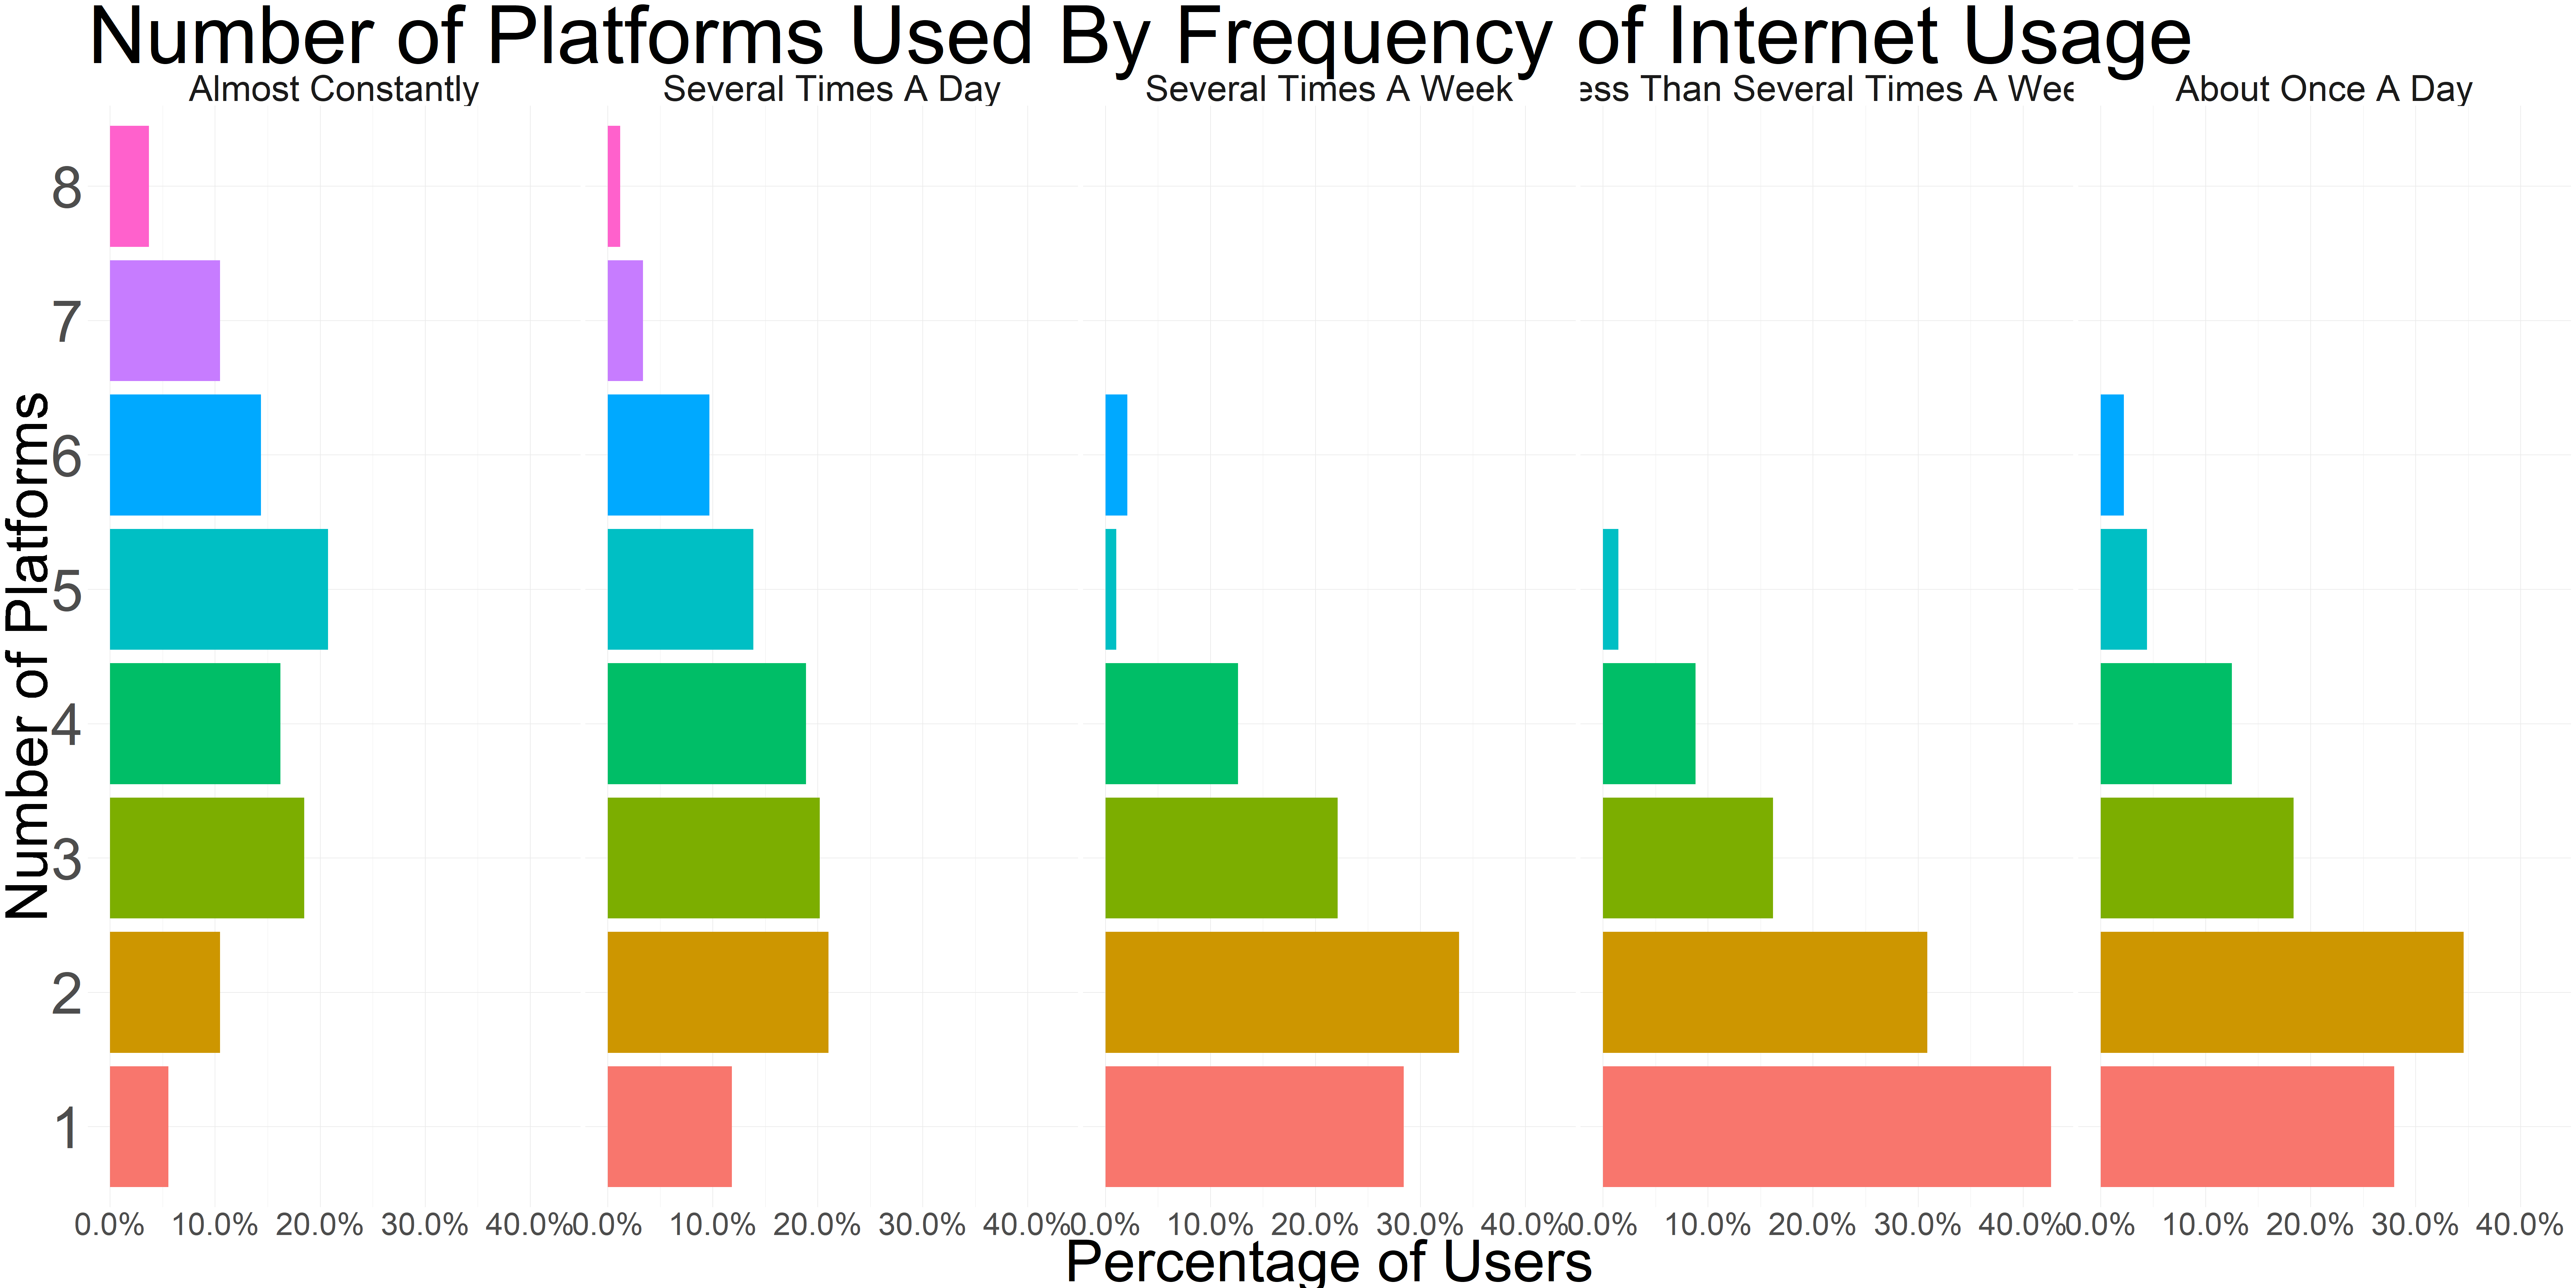 Number of Platforms Used By Frequency of Internet Usage
Almost Constantly
Several Times A Day
Several Times A Week
ess Than Several Times A Wee
About Once A Day
Number of Platforms
8
7
6
5
4
3
2
1
0.0% 10.0% 20.0% 30.0% 40.0%
0.0% 10.0% 20.0% 30.0% 40.0%
0.0% 10.0% 20.0% 30.0% 40.0%
0.0% 10.0% 20.0% 30.0% 40.0%
0.0% 10.0% 20.0% 30.0% 40.0%
Percentage of Users